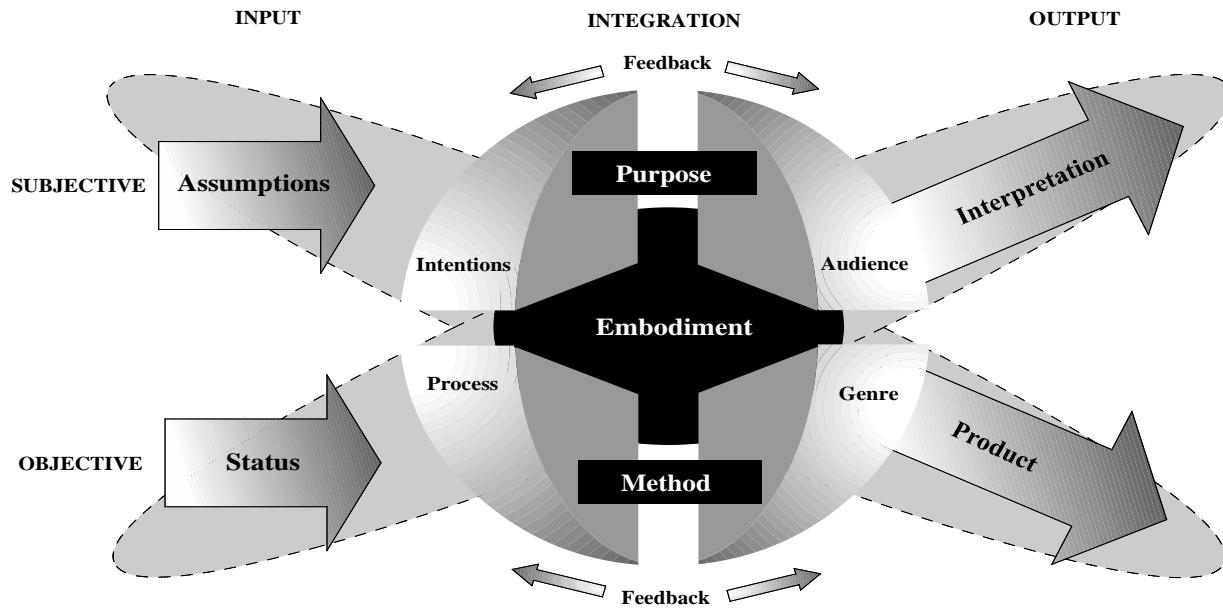 INPUT
INTEGRATION
OUTPUT
Feedback
Purpose
SUBJECTIVE
Assumptions
Interpretation
Intentions
Audience
Embodiment
Process
Genre
OBJECTIVE
Status
Product
Method
Feedback